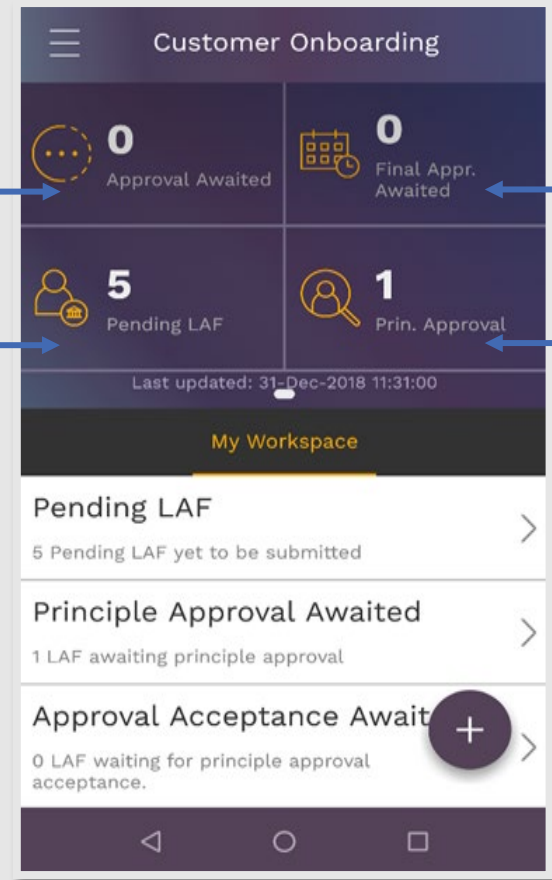 Customer Onboarding
0
Approval Awaited
0
Final Appr.
Awaited
5
Pending LAF
1
Prin. Approval
Last updated: 31-Dec-2018 11:31:00
My Workspace
Pending LAF
5 Pending LAF yet to be submitted
Principle Approval Awaited
1 LAF awaiting principle approval
Approval Acceptance Await
0 LAF waiting for principle approval
acceptance.